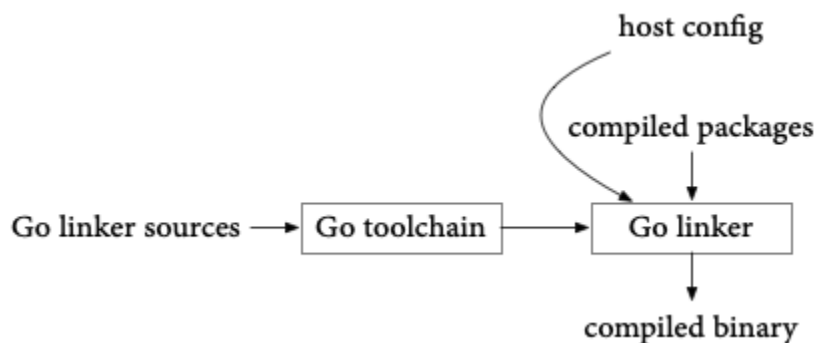 host config
compiled packages
Go linker sources
Go toolchain
Go linker
compiled binary